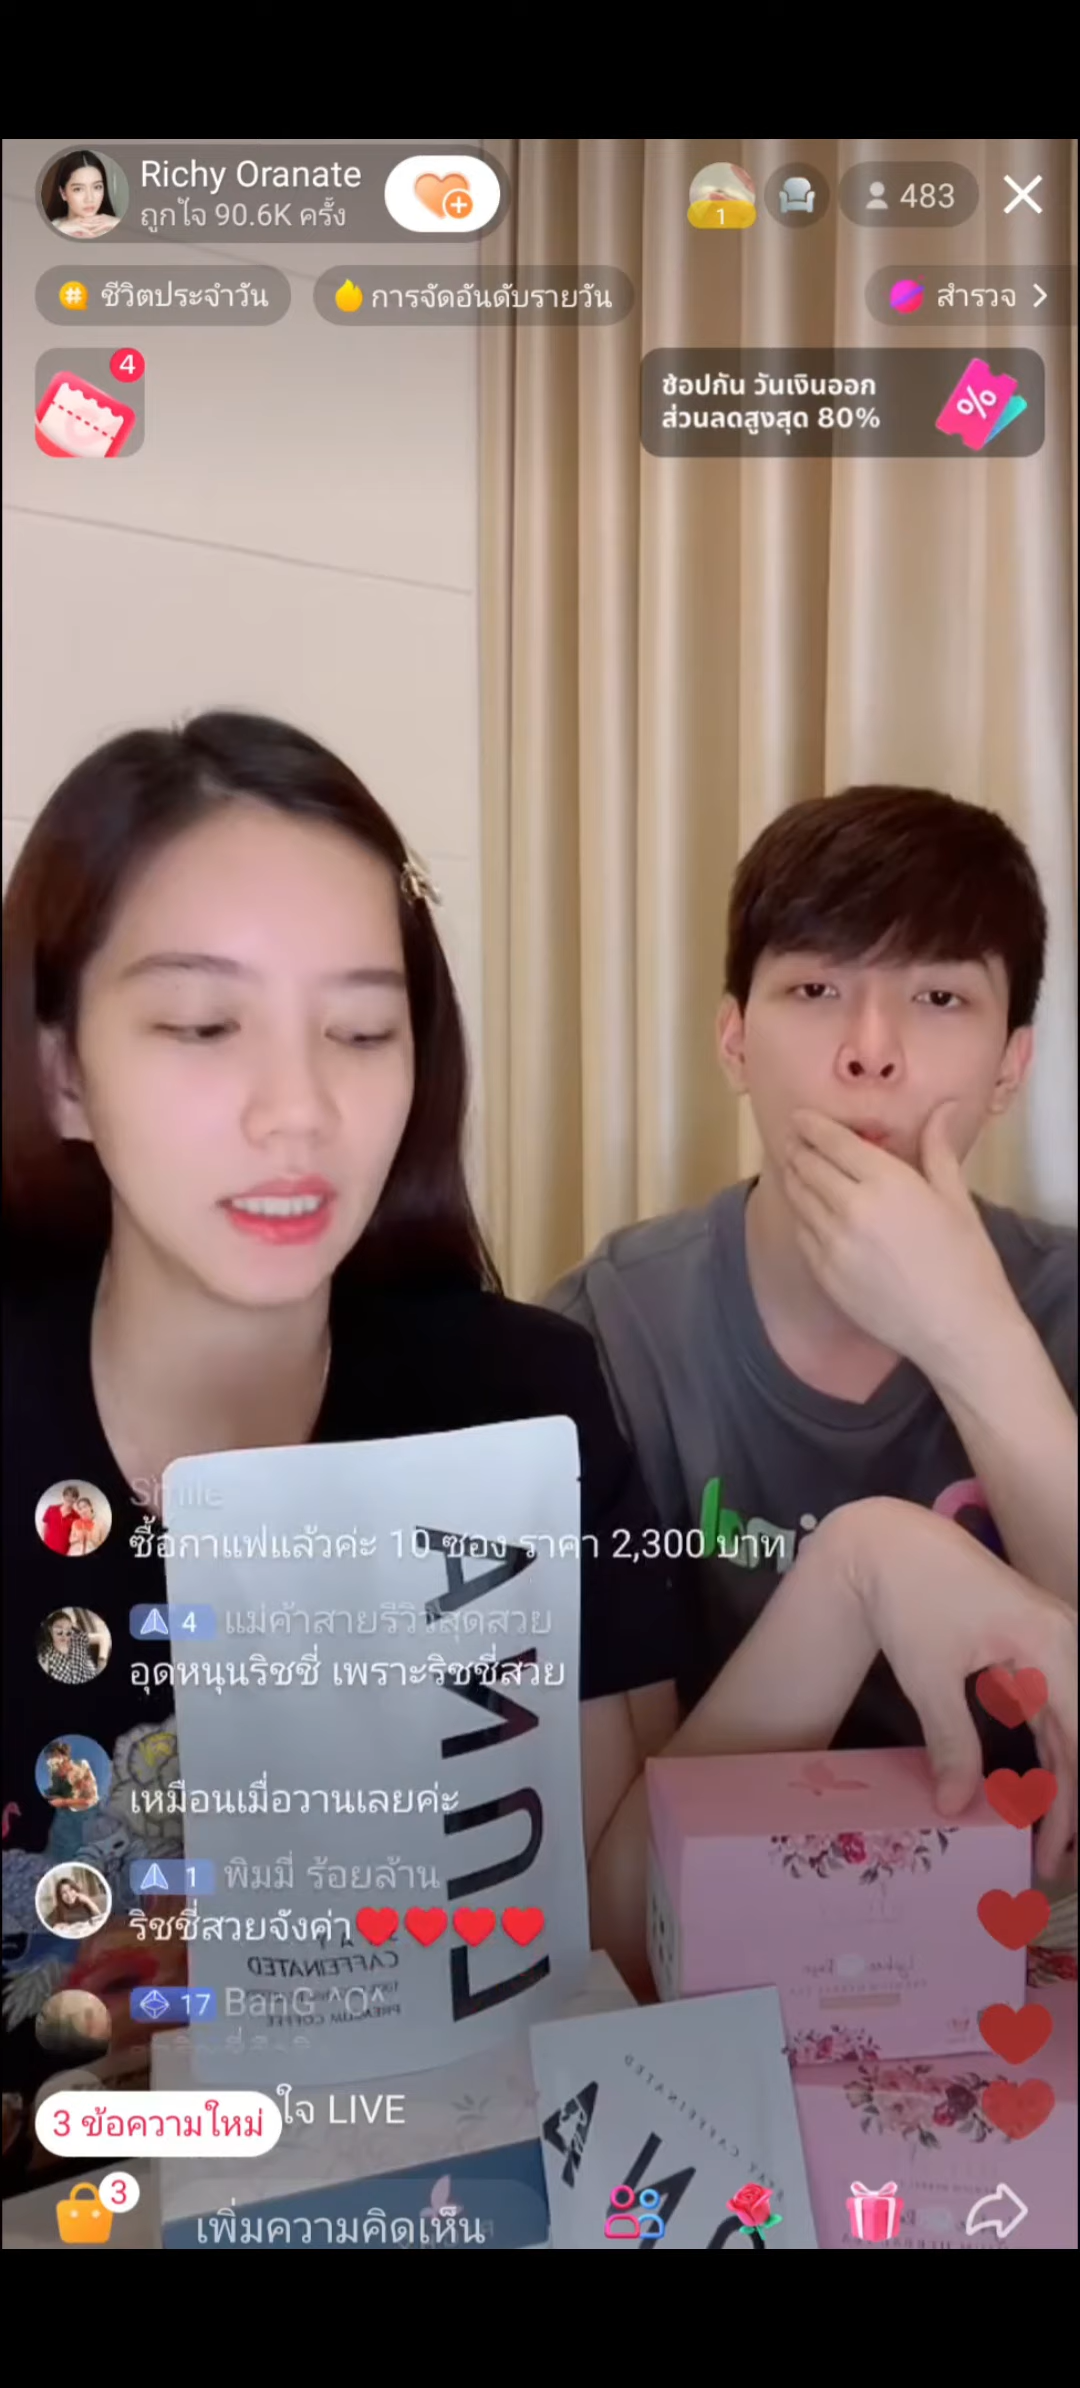 Richy Oranate
ถูกใจ 90.6K ครั้ง
1
483
ชีวิตประจำวัน
การจัดอันดับรายวัน
สำรวจ
4
ช้อปกัน วันเงินออก
ส่วนลดสูงสุด 80%
Smile
ซื้อกาแฟแล้วค่ะ 10 ซอง ราคา 2,300 บาท
4 แม่ค้าสายรีวิวสุดสวย
อุดหนุนริชชี่ เพราะริชชี่สวย
เหมือนเมื่อวานเลยค่ะ
1 พิมมี่ ร้อยล้าน
ริชชี่สวยจังค่า
17 BanG ^O^
3 ข้อความใหม่
ใจ LIVE
3
เพิ่มความคิดเห็น
LUNA
CAFFEINATED
PREMIUM COFFEE
STAY CAFFEINATED